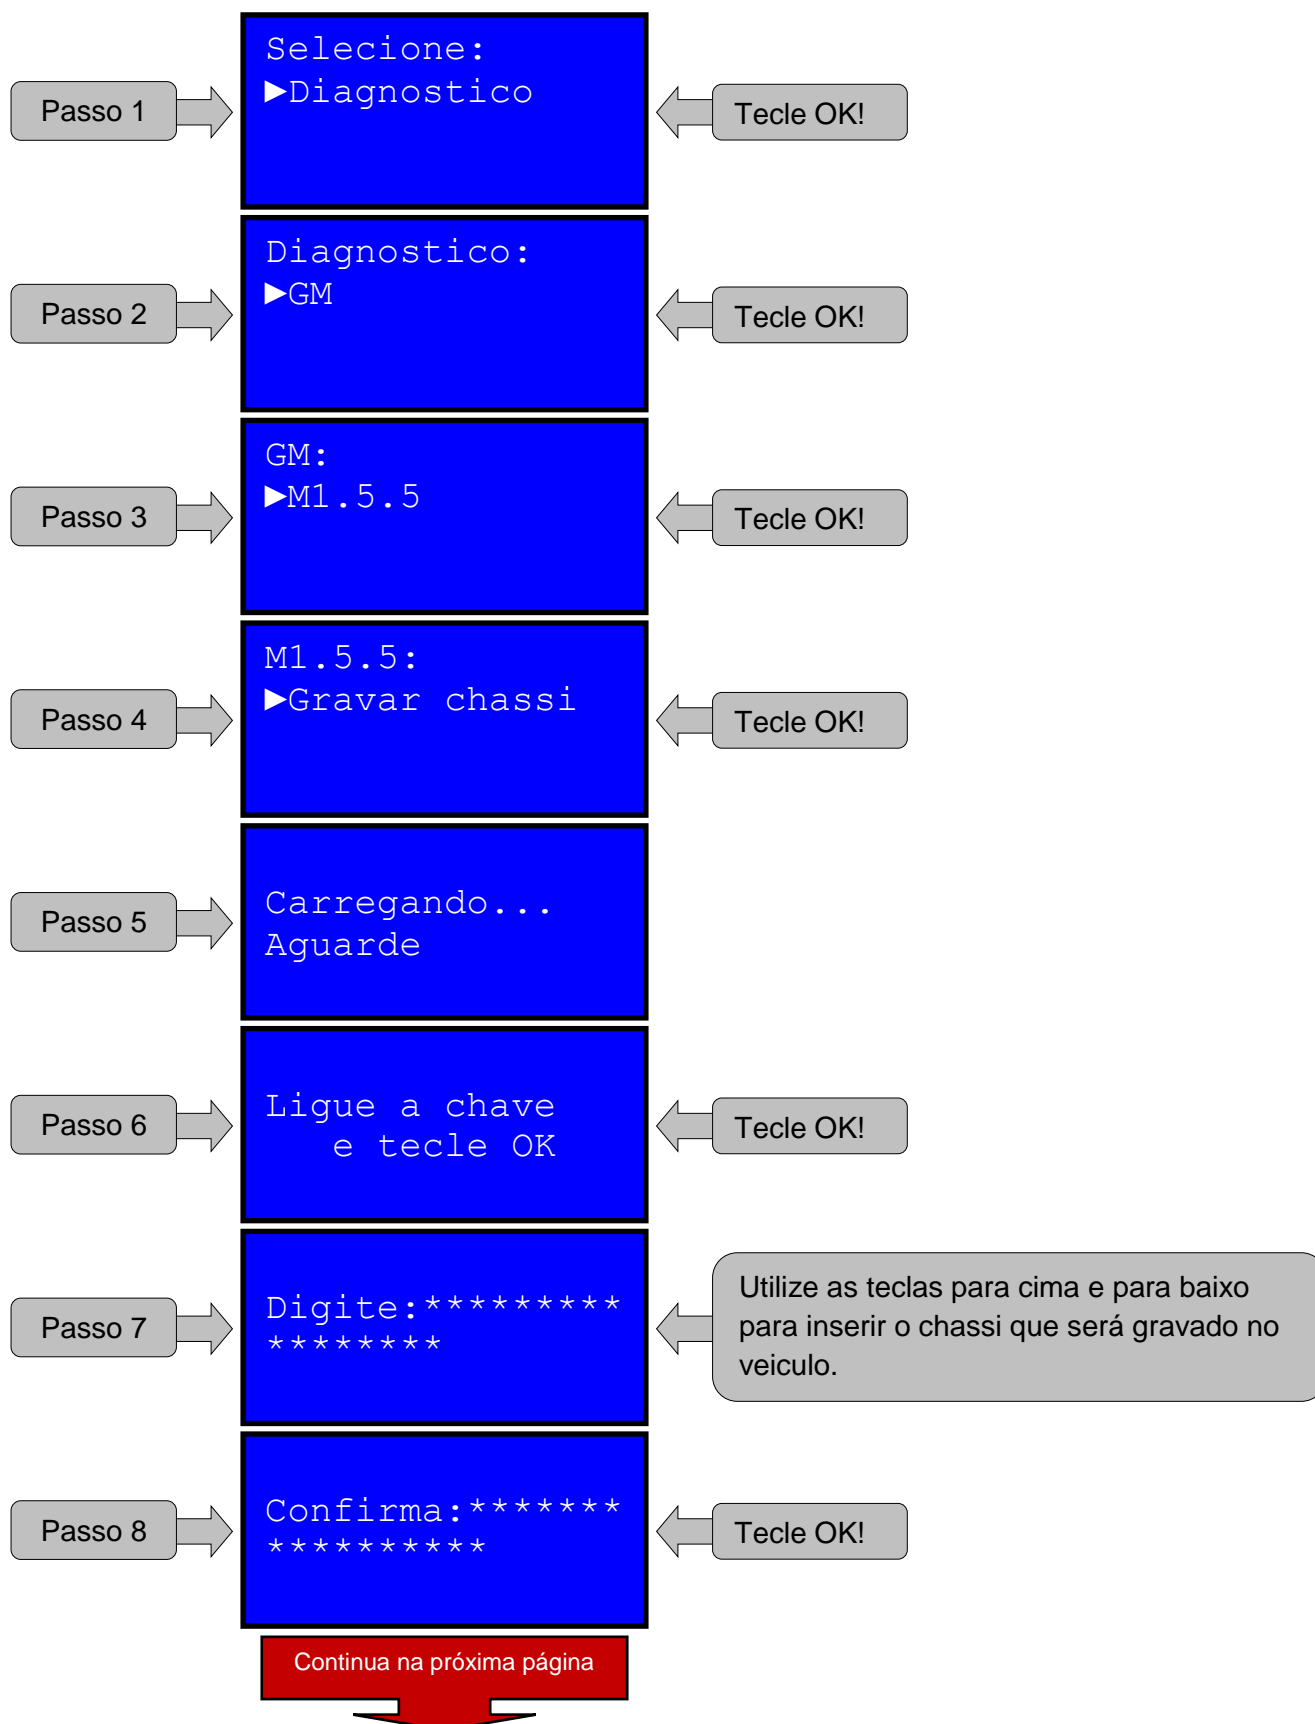 Passo 1
Selecione:
►Diagnostico
Tecle OK!
Passo 2
Diagnostico:
►GM
Tecle OK!
Passo 3
GM:
►M1.5.5
Tecle OK!
Passo 4
M1.5.5:
►Gravar chassi
Tecle OK!
Passo 5
Carregando...
Aguarde
Passo 6
Ligue a chave
e tecle OK
Tecle OK!
Passo 7
Digite:*********
********
Utilize as teclas para cima e para baixo
para inserir o chassi que será gravado no
veiculo.
Passo 8
Confirma:*******
**********
Tecle OK!
Continua na próxima página